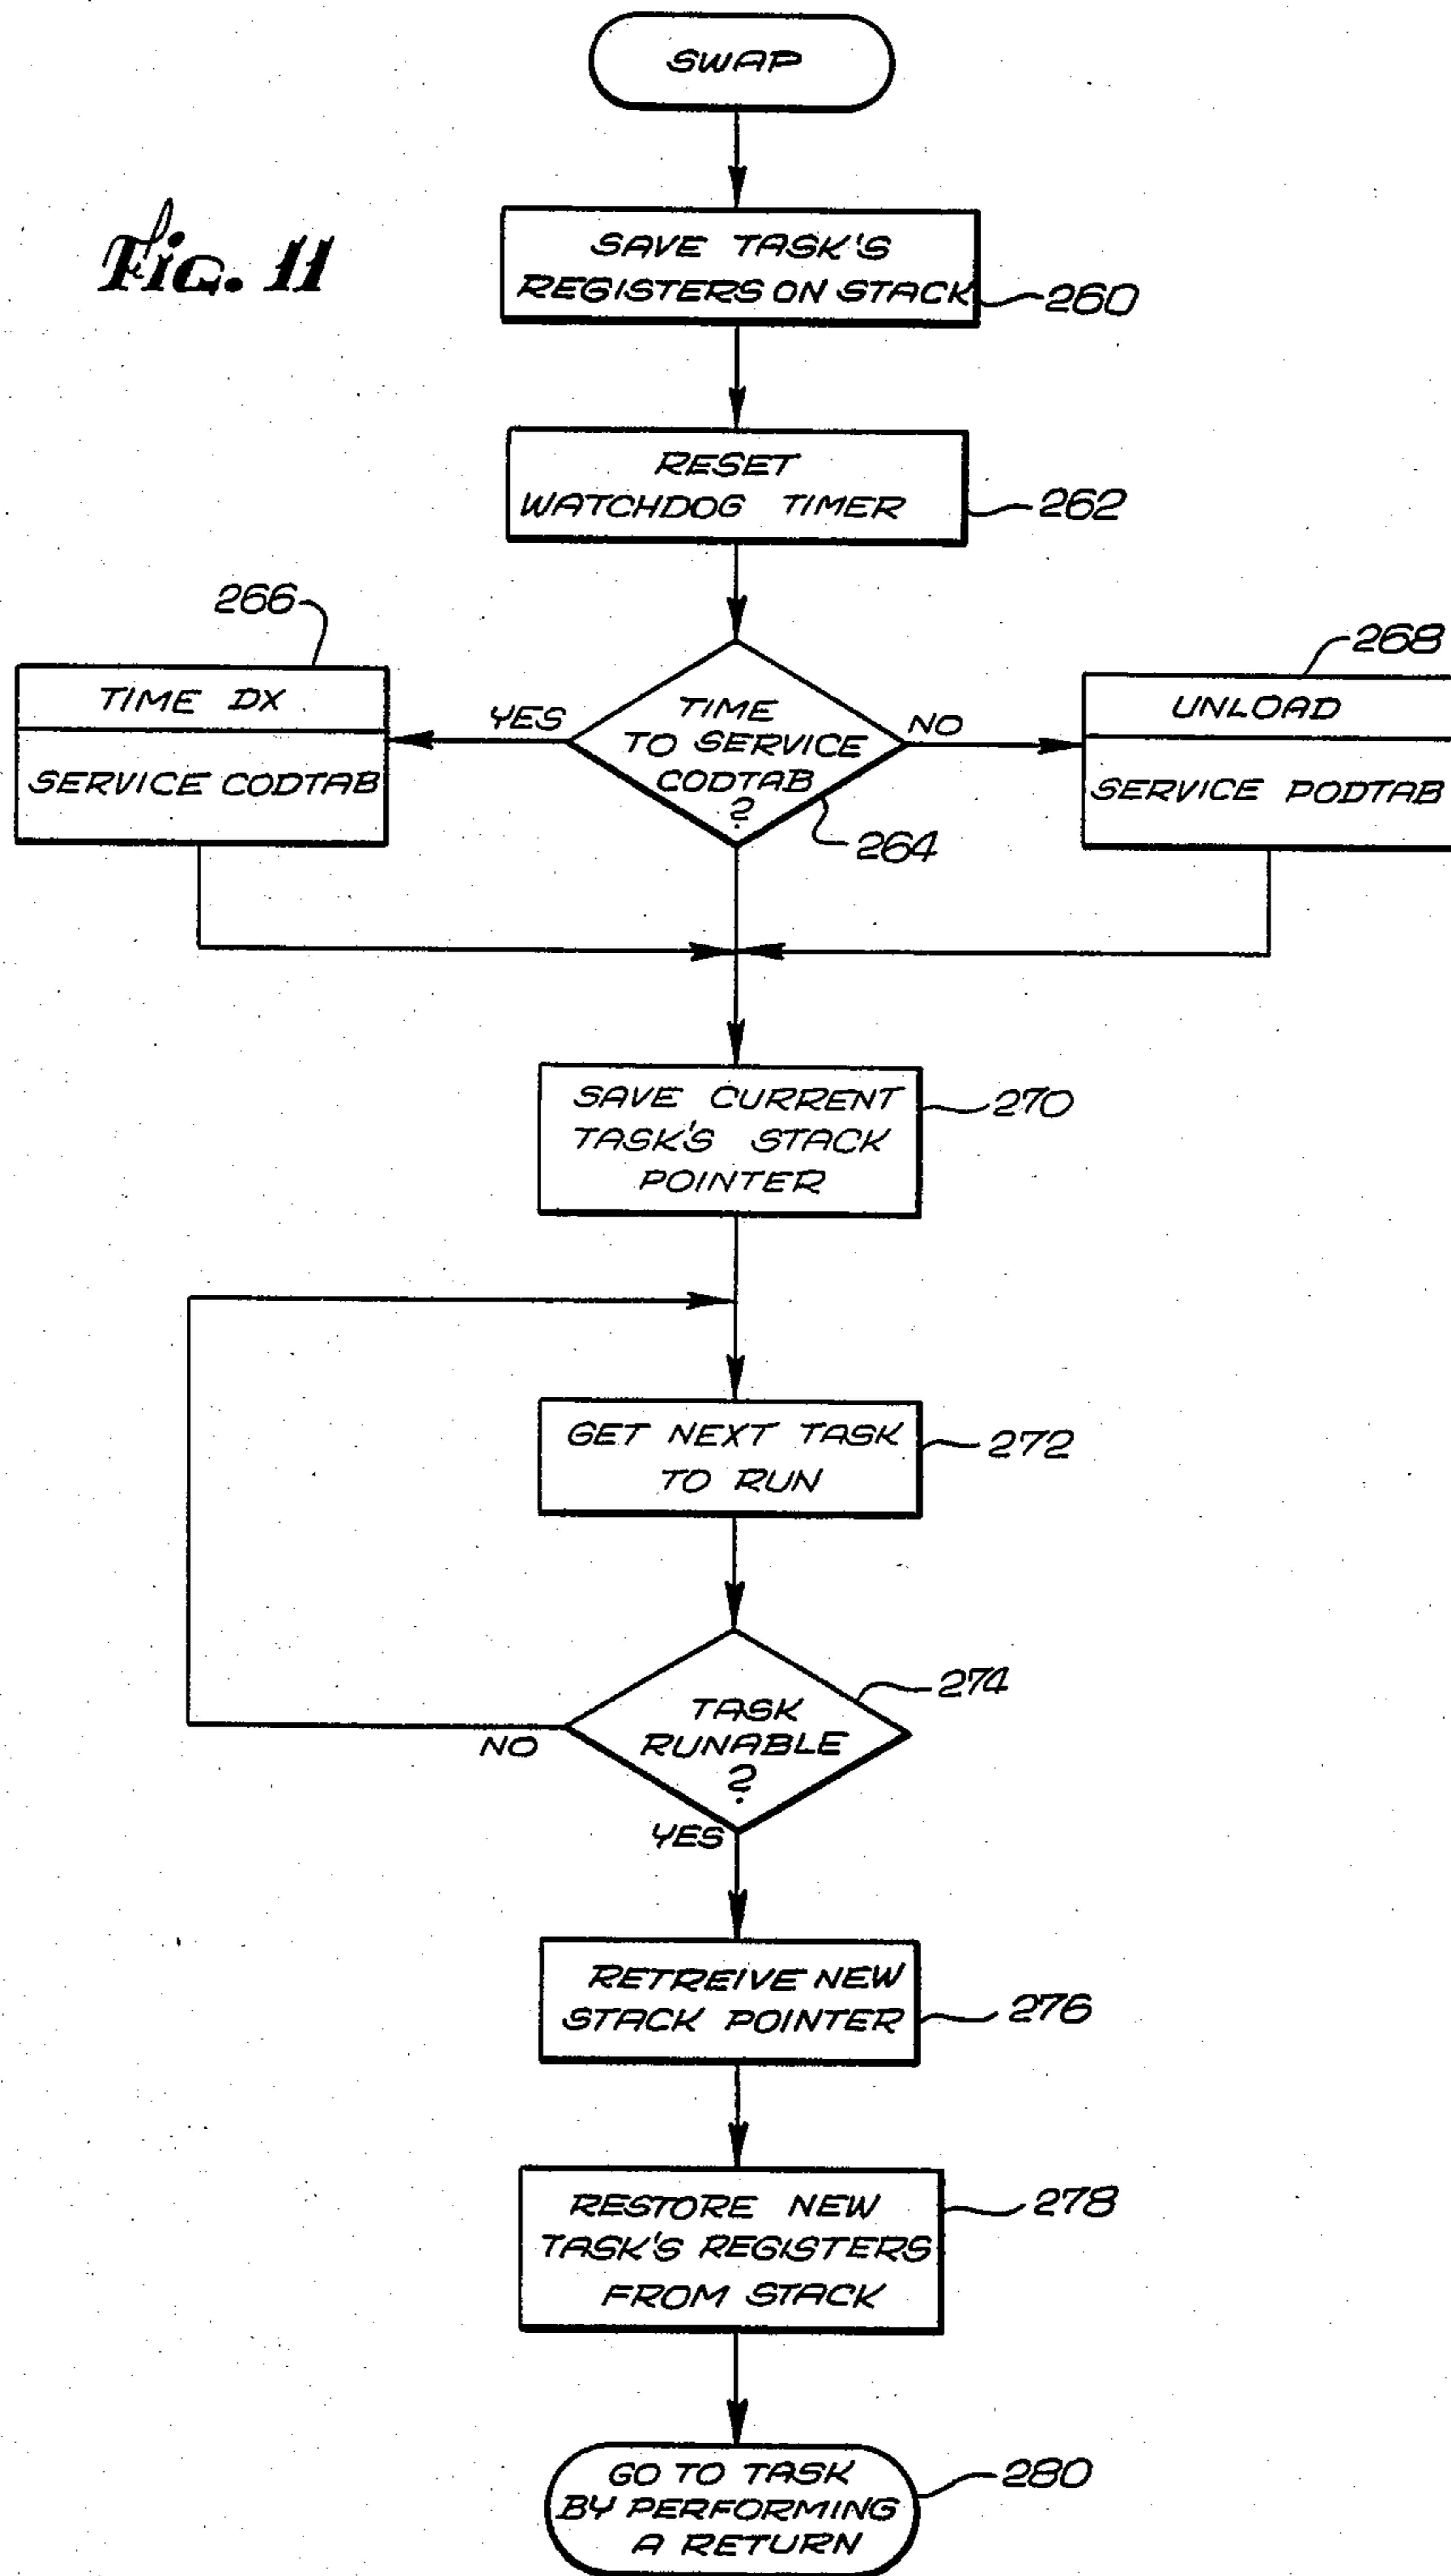 SWAP
Fig. 11
SAVE TASK'S
REGISTERS ON STACK
260
RESET
WATCHDOG TIMER
262
266
TIME DX
SERVICE CODTAB
YES
TIME
TO SERVICE
CODTAB
?
264
NO
268
UNLOAD
SERVICE PODTAB
SAVE CURRENT
TASK'S STACK
POINTER
270
GET NEXT TASK
TO RUN
272
TASK
RUNABLE
?
274
NO
YES
RETREIVE NEW
STACK POINTER
276
RESTORE NEW
TASK'S REGISTERS
FROM STACK
278
GO TO TASK
BY PERFORMING
A RETURN
280